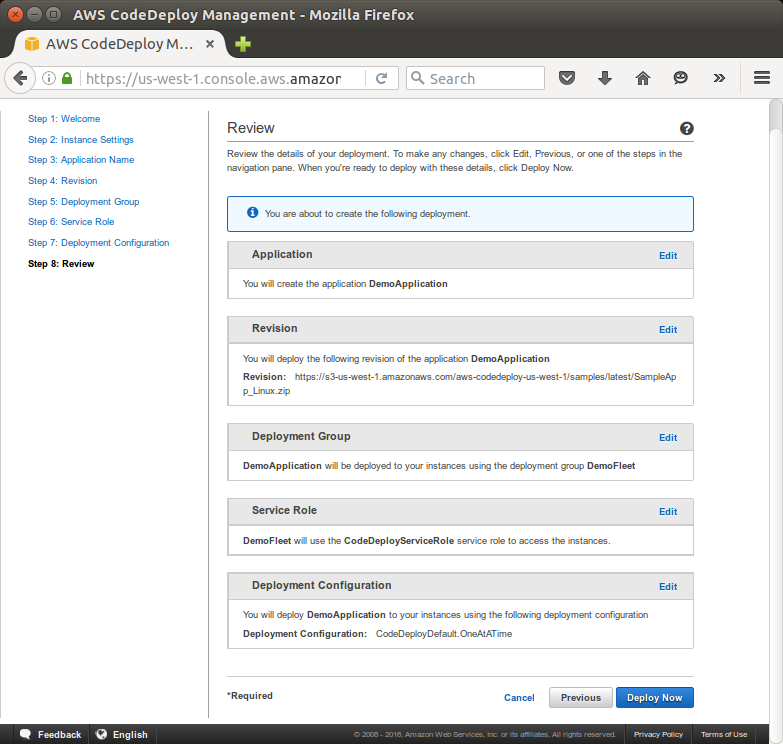 AWS CodeDeploy Management - Mozilla Firefox
AWS CodeDeploy M...
https://us-west-1.console.aws.amazon
Search
Step 1: Welcome
Step 2: Instance Settings
Step 3: Application Name
Step 4: Revision
Step 5: Deployment Group
Step 6: Service Role
Step 7: Deployment Configuration
Step 8: Review
Review
Review the details of your deployment. To make any changes, click Edit, Previous, or one of the steps in the
navigation pane. When you're ready to deploy with these details, click Deploy Now.
You are about to create the following deployment.
Application Edit
You will create the application DemoApplication
Revision Edit
You will deploy the following revision of the application DemoApplication
Revision: https://s3-us-west-1.amazonaws.com/aws-codedeploy-us-west-1/samples/latest/SampleAp
p_Linux.zip
Deployment Group Edit
DemoApplication will be deployed to your instances using the deployment group DemoFleet
Service Role Edit
DemoFleet will use the CodeDeployServiceRole service role to access the instances.
Deployment Configuration Edit
You will deploy DemoApplication to your instances using the following deployment configuration
Deployment Configuration: CodeDeployDefault.OneAtATime
*Required Cancel Previous Deploy Now
Feedback English © 2008 - 2016, Amazon Web Services, Inc. or its affiliates. All rights reserved. Privacy Policy Terms of Use